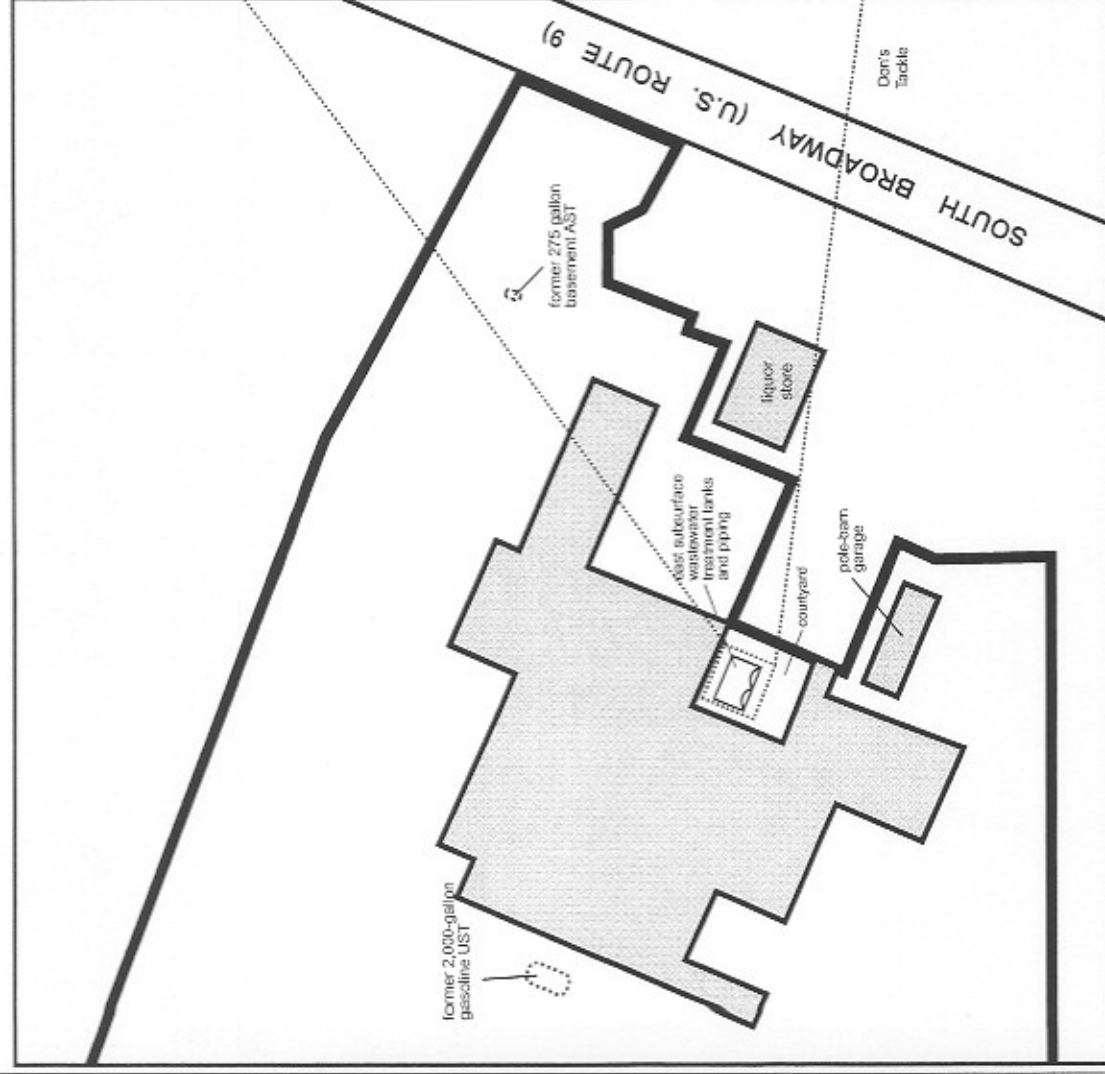 SOUTH BROADWAY (U.S. ROUTE 9)
Don's
Tackle
former 275 gallon
basement AST
liquor
store
east subsurface
wastewater
treatment tanks
and piping
pole-barn
garage
courtyard
former 2,000-gallon
gasoline UST